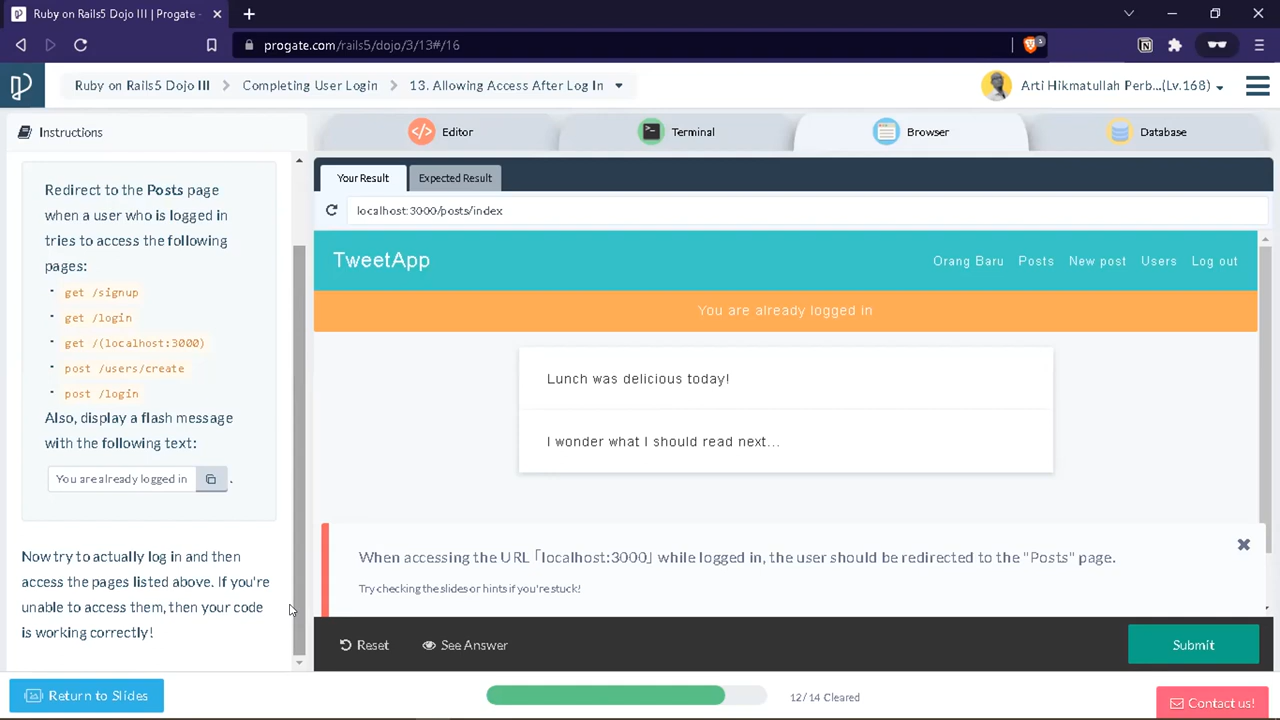 Ruby on Rails5 Dojo III | Progate -
progate.com/rails5/dojo/3/13#/16
3
Ruby on Rails5 Dojo III
Completing User Login
13. Allowing Access After Log In
Arti Hikmatullah Perb...(Lv.168)
Instructions
Editor
Terminal
Browser
Database
Redirect to the Posts page
when a user who is logged in
tries to access the following
pages:
get /signup
get /login
get /(localhost:3000)
post /users/create
post /login
Also, display a flash message
with the following text:
You are already logged in
.
Now try to actually log in and then
access the pages listed above. If you're
unable to access them, then your code
is working correctly!
Your Result
Expected Result
localhost:3000/posts/index
TweetApp
Orang Baru
Posts
New post
Users
Log out
You are already logged in
Lunch was delicious today!
I wonder what I should read next...
When accessing the URL 「localhost:3000」 while logged in, the user should be redirected to the "Posts" page.
Try checking the slides or hints if you're stuck!
Reset
See Answer
Submit
Return to Slides
12/14 Cleared
Contact us!